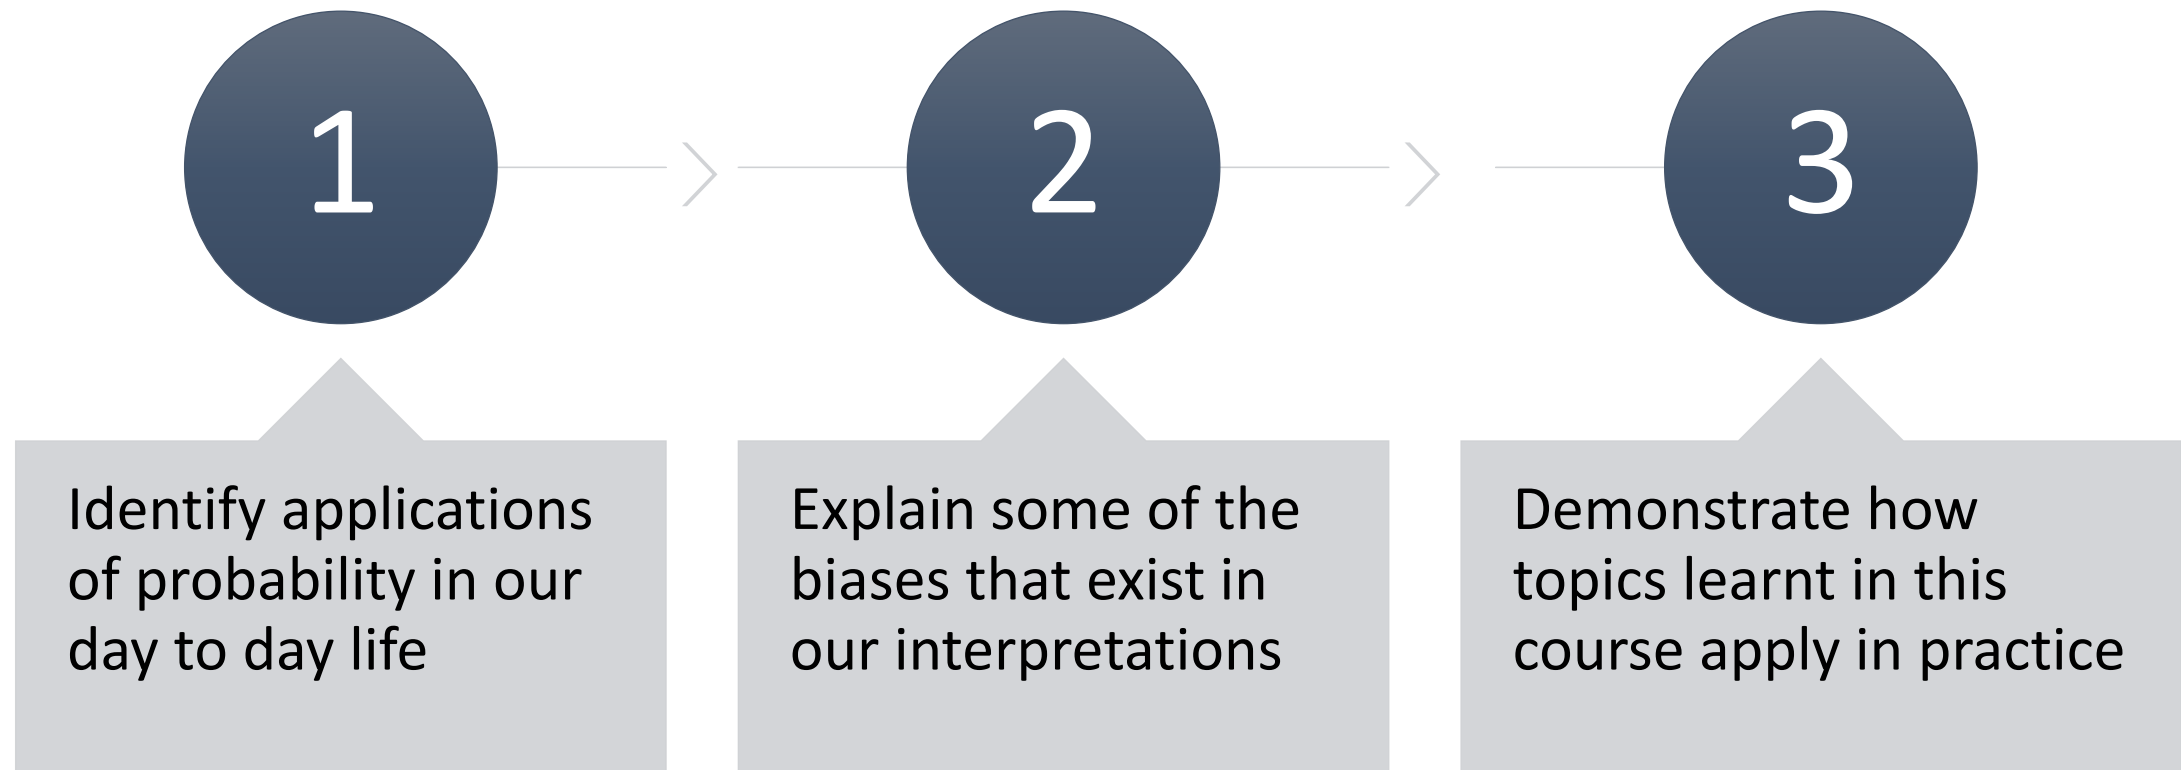 1
2
3
Identify applications
of probability in our
day to day life
Explain some of the
biases that exist in
our interpretations
Demonstrate how
topics learnt in this
course apply in practice